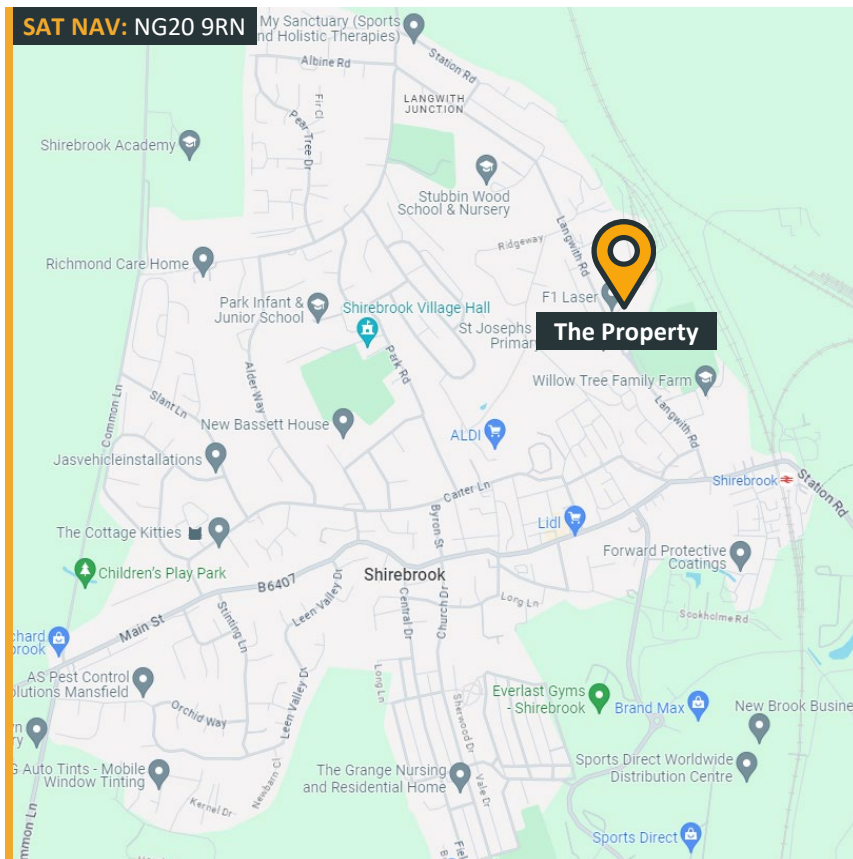 SAT NAV: NG20 9RN
My Sanctuary (Sports
nd Holistic Therapies)
Station Rd
Albine Rd
LANGWITH
JUNCTION
Fir Cl
Pear Tree Dr
Shirebrook Academy
Stubbin Wood
School & Nursery
Langwith Rd
Ridgeway
Richmond Care Home
F1 Laser
Park Infant &
Junior School
Shirebrook Village Hall
St Josephs
Primary
The Property
Park Rd
Alder Way
Willow Tree Family Farm
Common Ln
Slant Ln
New Bassett House
ALDI
Langwith Rd
Jasvehicleinstallations
Shirebrook
Station Rd
Carter Ln
Byron St
Lidl
The Cottage Kitties
Forward Protective
Coatings
Children's Play Park
Shirebrook
B6407
Main St
Leen Valley Dr
Stinting Ln
Central Dr
Church Dr
Long Ln
Sookholme Rd
chard
brook
AS Pest Control
olutions Mansfield
Long Ln
Leen Valley D
Sherwood Dr
Everlast Gyms
- Shirebrook
Brand Max
New Brook Busine
Orchid Way
Sports Direct Worldwide
Distribution Centre
G Auto Tints - Mobile
Window Tinting
Newbarn Cl
The Grange Nursing
and Residential Home
Vale Dr
Kernel Dr
mmon Ln
Sports Direct